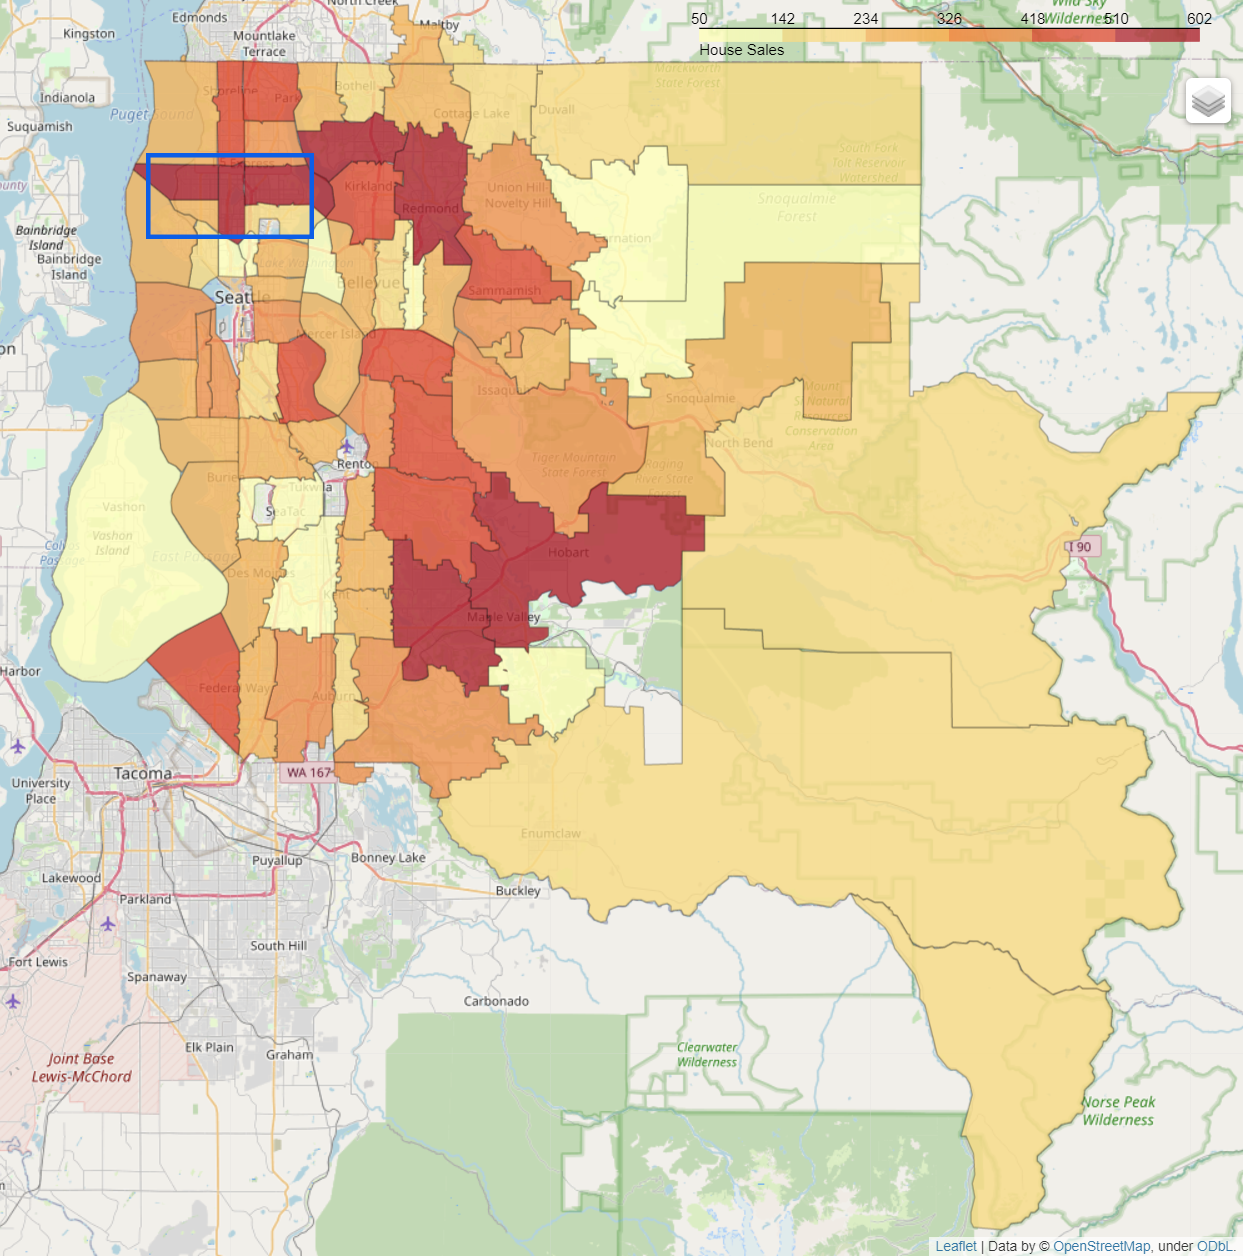 Edmonds
North Creek
Maltby
Wild Sky
Wilderness
50 142 234 326 418 510 602
House Sales
Kingston
Mountlake
Terrace
Bothell
Marckworth
State Forest
Indianola
Shoreline
Park
Puget Sound
Cottage Lake
Duvall
Suquamish
South Fork
Tolt Reservoir
Watershed
Kirkland
Union Hill-
Novelty Hill
Redmond
Snoqualmie
Forest
Bainbridge
Island
Bainbridge
Island
Carnation
Lake Washington
Bellevue
Sammamish
Seattle
Mercer Island
Issaquah
Snoqualmie
Mount
Si Natural
Resources
Conservation
Area
North Bend
Renton
Tiger Mountain
State Forest
Raging
River State
Forest
Burien
Tukwila
SeaTac
Vashon
Vashon
Island
East Passage
I 90
Hobart
Des Moines
Kent
Maple Valley
Harbor
Federal Way
Auburn
Tacoma
WA 167
University
Place
Enumclaw
Puyallup
Bonney Lake
Lakewood
Buckley
Parkland
South Hill
Fort Lewis
Spanaway
Carbonado
Elk Plain
Graham
Joint Base
Lewis-McChord
Clearwater
Wilderness
Norse Peak
Wilderness
Leaflet | Data by © OpenStreetMap, under ODbL.